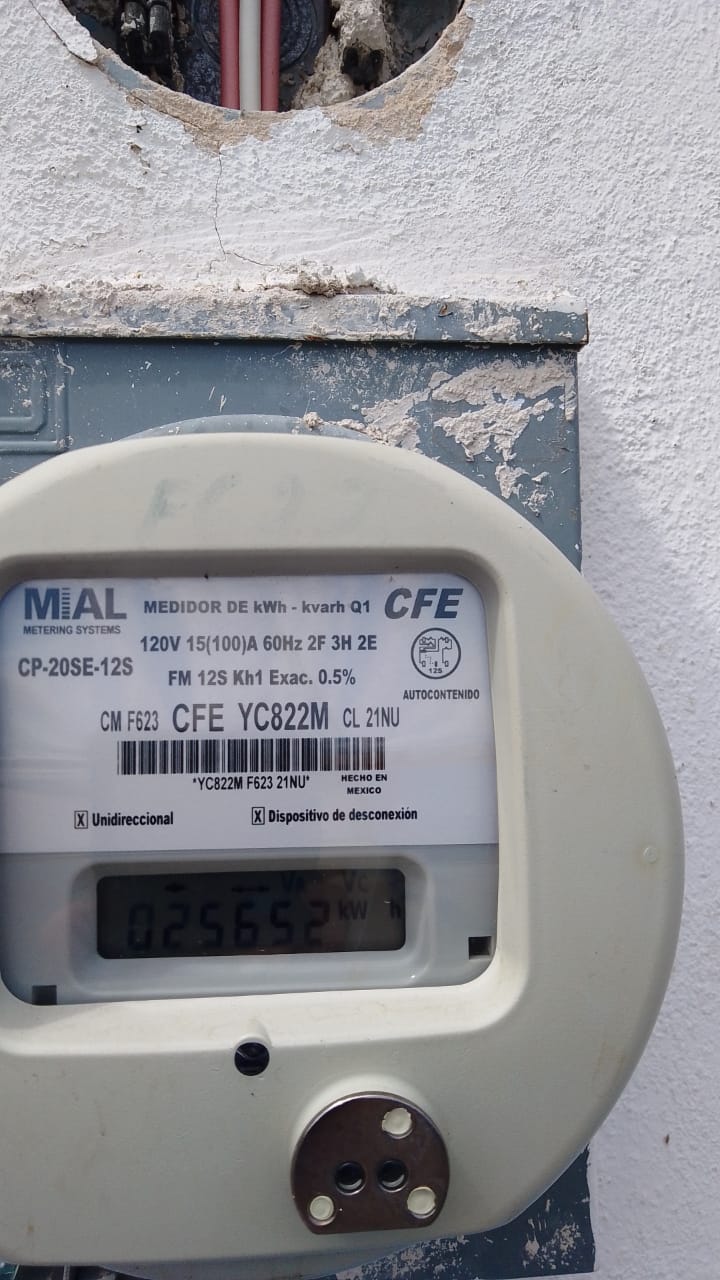 MIAL
METERING SYSTEMS
MEDIDOR DE kWh - kvarh Q1
CFE
120V 15(100)A 60Hz 2F 3H 2E
CP-20SE-12S
FM 12S Kh1 Exac. 0.5%
12S
AUTOCONTENIDO
CM F623 CFE YC822M CL 21NU
*YC822M F623 21NU*
HECHO EN
MEXICO
X Unidireccional
X Dispositivo de desconexión
VA VC
025652 kW h